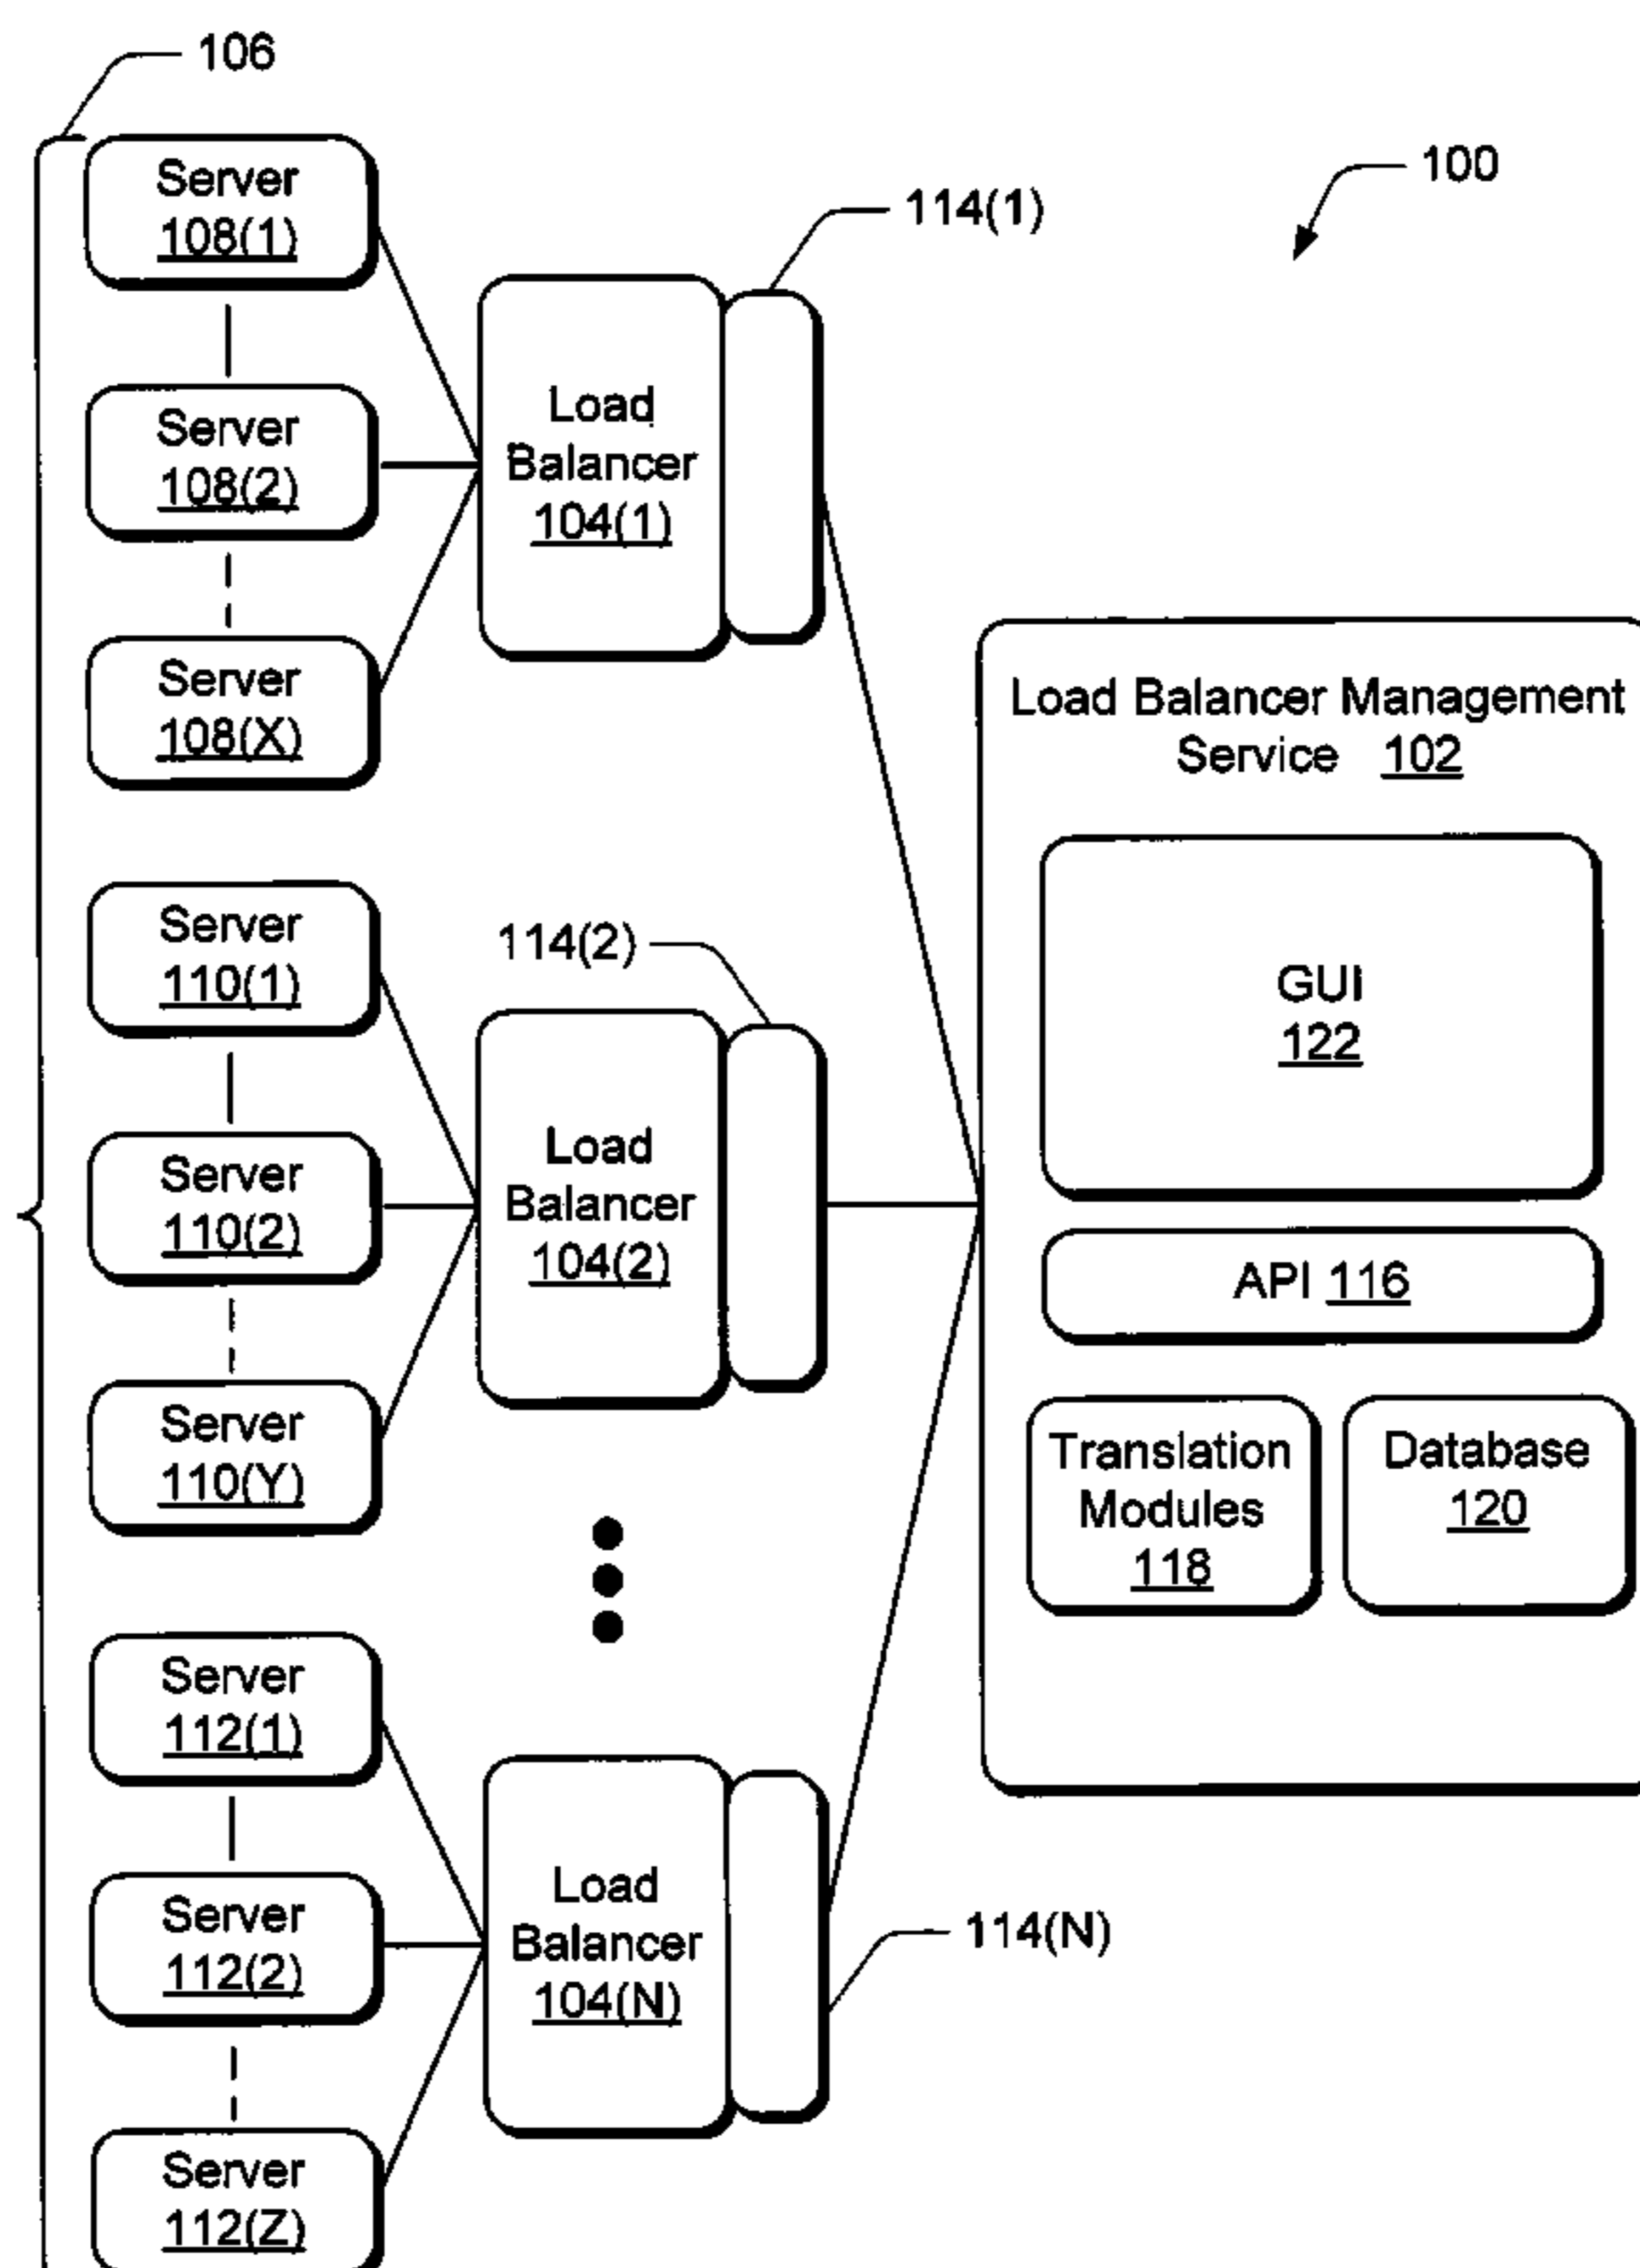 106
Server
108(1)
100
114(1)
Server
108(2)
Load
Balancer
104(1)
Server
108(X)
Load Balancer Management
Service 102
Server
110(1)
114(2)
GUI
122
Server
110(2)
Load
Balancer
104(2)
API 116
Server
110(Y)
Translation
Modules
118
Database
120
Server
112(1)
Server
112(2)
Load
Balancer
104(N)
114(N)
Server
112(Z)